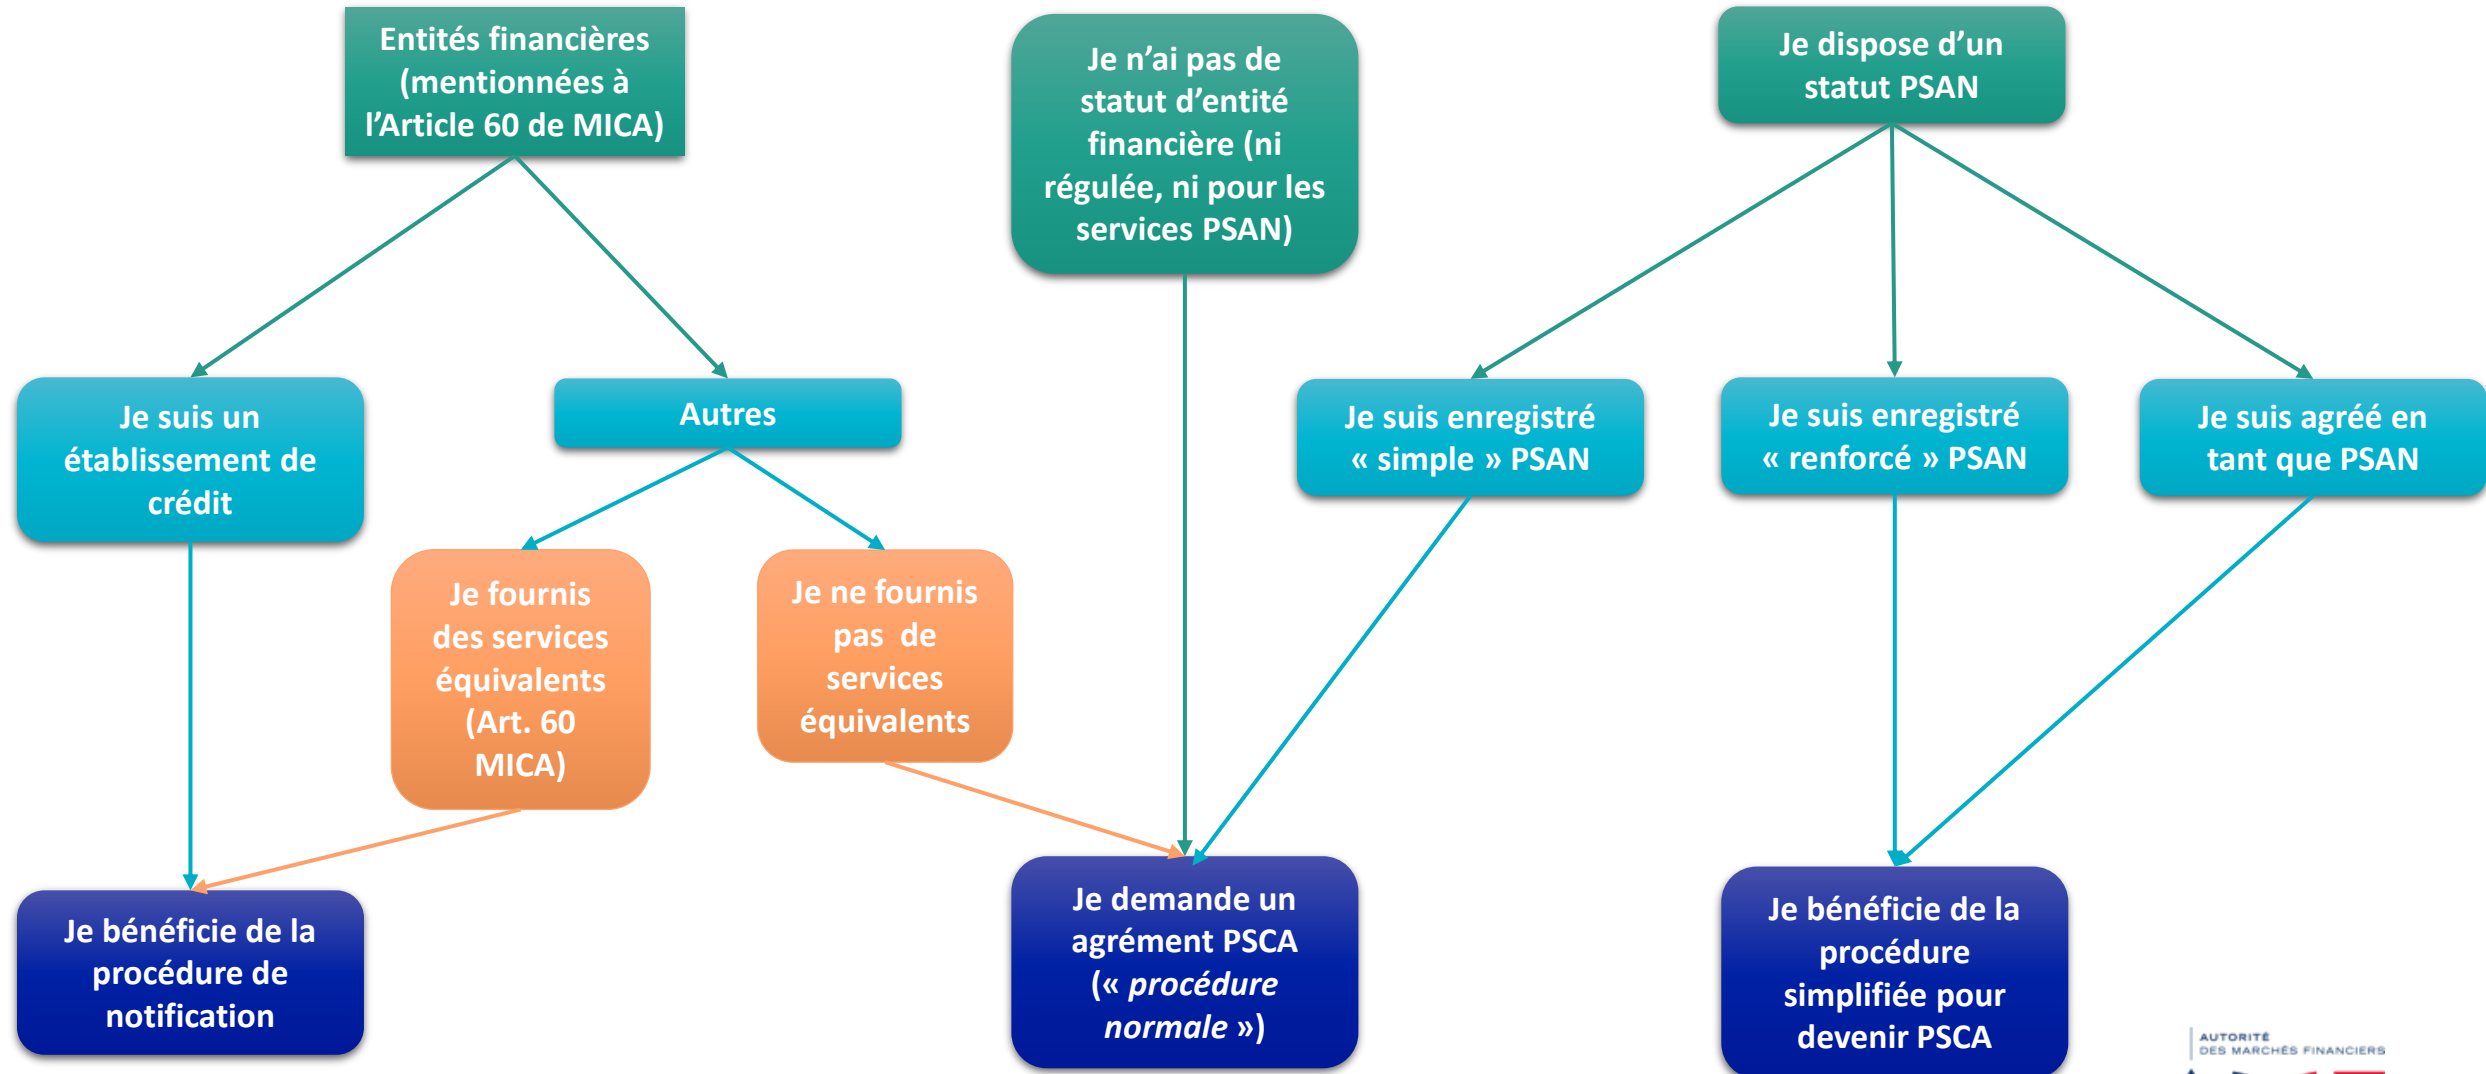 Entités financières
(mentionnées à
l’Article 60 de MICA)
Je n’ai pas de
statut d’entité
financière (ni
régulée, ni pour les
services PSAN)
Je dispose d’un
statut PSAN
Je suis un
établissement de
crédit
Autres
Je suis enregistré
« simple » PSAN
Je suis enregistré
« renforcé » PSAN
Je suis agréé en
tant que PSAN
Je fournis
des services
équivalents
(Art. 60
MICA)
Je ne fournis
pas  de
services
équivalents
Je bénéficie de la
procédure de
notification
Je demande un
agrément PSCA
(« procédure
normale »)
Je bénéficie de la
procédure
simplifiée pour
devenir PSCA
AUTORITÉ
DES MARCHÉS FINANCIERS